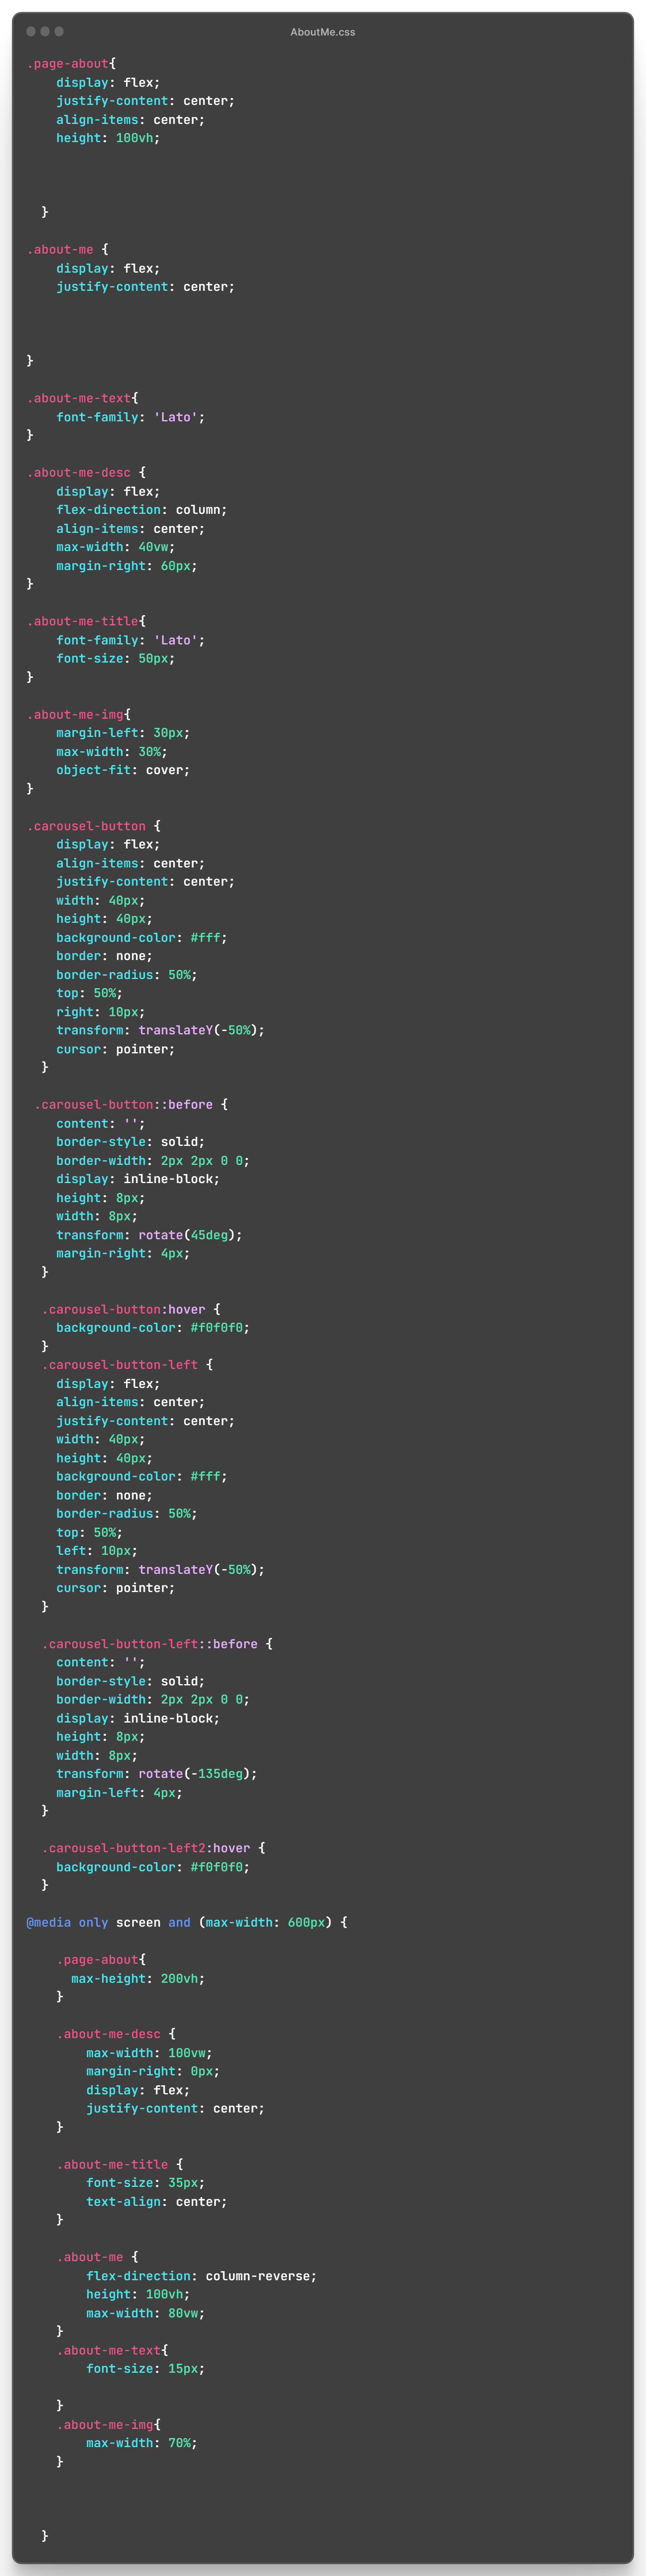 AboutMe.css
.page-about{
    display: flex;
    justify-content: center;
    align-items: center;
    height: 100vh;
  }
.about-me {
    display: flex;
    justify-content: center;
}
.about-me-text{
    font-family: 'Lato';
}
.about-me-desc {
    display: flex;
    flex-direction: column;
    align-items: center;
    max-width: 40vw;
    margin-right: 60px;
}
.about-me-title{
    font-family: 'Lato';
    font-size: 50px;
}
.about-me-img{
    margin-left: 30px;
    max-width: 30%;
    object-fit: cover;
}
.carousel-button {
    display: flex;
    align-items: center;
    justify-content: center;
    width: 40px;
    height: 40px;
    background-color: #fff;
    border: none;
    border-radius: 50%;
    top: 50%;
    right: 10px;
    transform: translateY(-50%);
    cursor: pointer;
  }
 .carousel-button::before {
    content: '';
    border-style: solid;
    border-width: 2px 2px 0 0;
    display: inline-block;
    height: 8px;
    width: 8px;
    transform: rotate(45deg);
    margin-right: 4px;
  }
  .carousel-button:hover {
    background-color: #f0f0f0;
  }
  .carousel-button-left {
    display: flex;
    align-items: center;
    justify-content: center;
    width: 40px;
    height: 40px;
    background-color: #fff;
    border: none;
    border-radius: 50%;
    top: 50%;
    left: 10px;
    transform: translateY(-50%);
    cursor: pointer;
  }
  .carousel-button-left::before {
    content: '';
    border-style: solid;
    border-width: 2px 2px 0 0;
    display: inline-block;
    height: 8px;
    width: 8px;
    transform: rotate(-135deg);
    margin-left: 4px;
  }
  .carousel-button-left2:hover {
    background-color: #f0f0f0;
  }
@media only screen and (max-width: 600px) {
    .page-about{
      max-height: 200vh;
    }
    .about-me-desc {
        max-width: 100vw;
        margin-right: 0px;
        display: flex;
        justify-content: center;
    }
    .about-me-title {
        font-size: 35px;
        text-align: center;
    }
    .about-me {
        flex-direction: column-reverse;
        height: 100vh;
        max-width: 80vw;
    }
    .about-me-text{
        font-size: 15px;
    }
    .about-me-img{
        max-width: 70%;
    }
  }